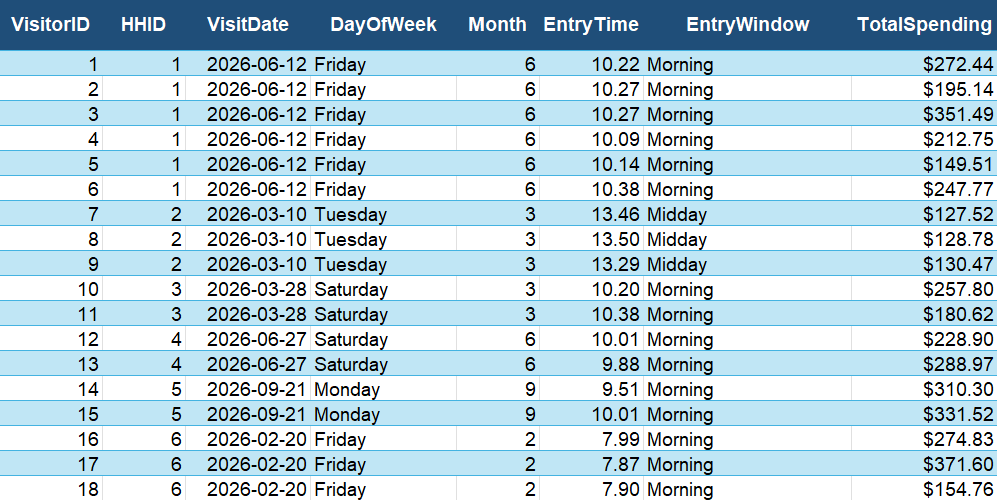 VisitorID HHID VisitDate DayOfWeek Month EntryTime EntryWindow TotalSpending
1 1 2026-06-12 Friday 6 10.22 Morning $272.44
2 1 2026-06-12 Friday 6 10.27 Morning $195.14
3 1 2026-06-12 Friday 6 10.27 Morning $351.49
4 1 2026-06-12 Friday 6 10.09 Morning $212.75
5 1 2026-06-12 Friday 6 10.14 Morning $149.51
6 1 2026-06-12 Friday 6 10.38 Morning $247.77
7 2 2026-03-10 Tuesday 3 13.46 Midday $127.52
8 2 2026-03-10 Tuesday 3 13.50 Midday $128.78
9 2 2026-03-10 Tuesday 3 13.29 Midday $130.47
10 3 2026-03-28 Saturday 3 10.20 Morning $257.80
11 3 2026-03-28 Saturday 3 10.38 Morning $180.62
12 4 2026-06-27 Saturday 6 10.01 Morning $228.90
13 4 2026-06-27 Saturday 6 9.88 Morning $288.97
14 5 2026-09-21 Monday 9 9.51 Morning $310.30
15 5 2026-09-21 Monday 9 10.01 Morning $331.52
16 6 2026-02-20 Friday 2 7.99 Morning $274.83
17 6 2026-02-20 Friday 2 7.87 Morning $371.60
18 6 2026-02-20 Friday 2 7.90 Morning $154.76